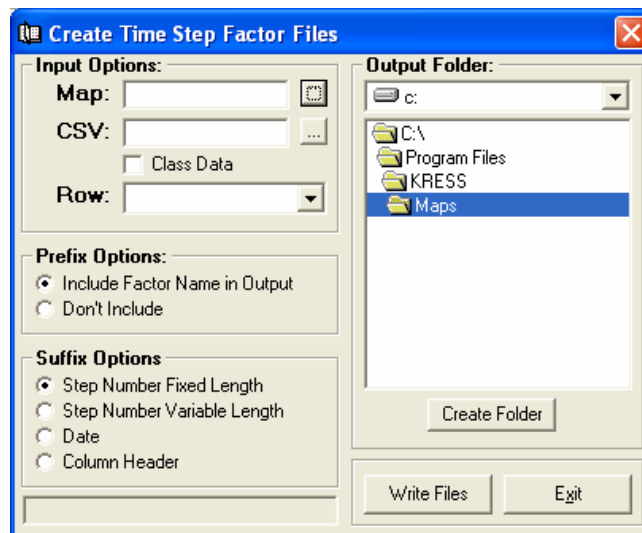 Create Time Step Factor Files
Input Options:
Map:
CSV:
...
Class Data
Row:
Prefix Options:
Include Factor Name in Output
Don't Include
Suffix Options
Step Number Fixed Length
Step Number Variable Length
Date
Column Header
Output Folder:
c:
C:\
Program Files
KRESS
Maps
Create Folder
Write Files
Exit